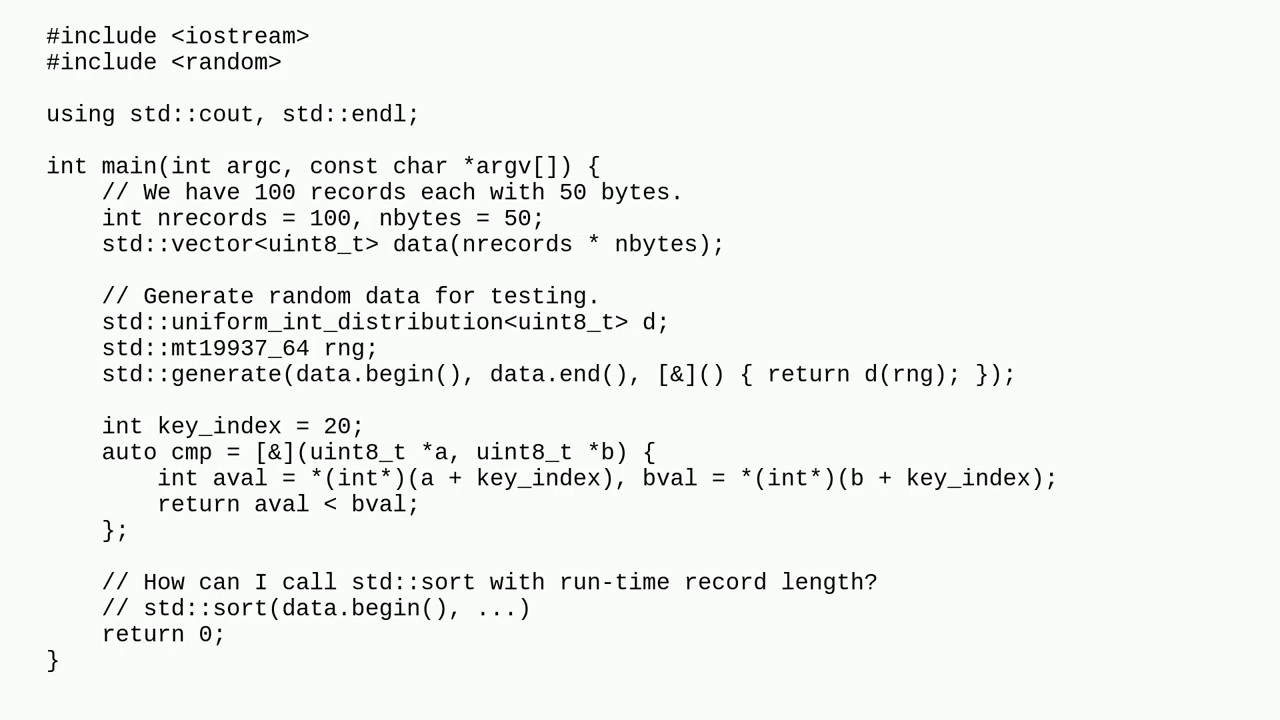 #include <iostream>
#include <random>
using std::cout, std::endl;
int main(int argc, const char *argv[]) {
// We have 100 records each with 50 bytes.
int nrecords = 100, nbytes = 50;
std::vector<uint8_t> data(nrecords * nbytes);
// Generate random data for testing.
std::uniform_int_distribution<uint8_t> d;
std::mt19937_64 rng;
std::generate(data.begin(), data.end(), [&]() { return d(rng); });
int key_index = 20;
auto cmp = [&](uint8_t *a, uint8_t *b) {
int aval = *(int*)(a + key_index), bval = *(int*)(b + key_index);
return aval < bval;
};
// How can I call std::sort with run-time record length?
// std::sort(data.begin(), ...)
return 0;
}